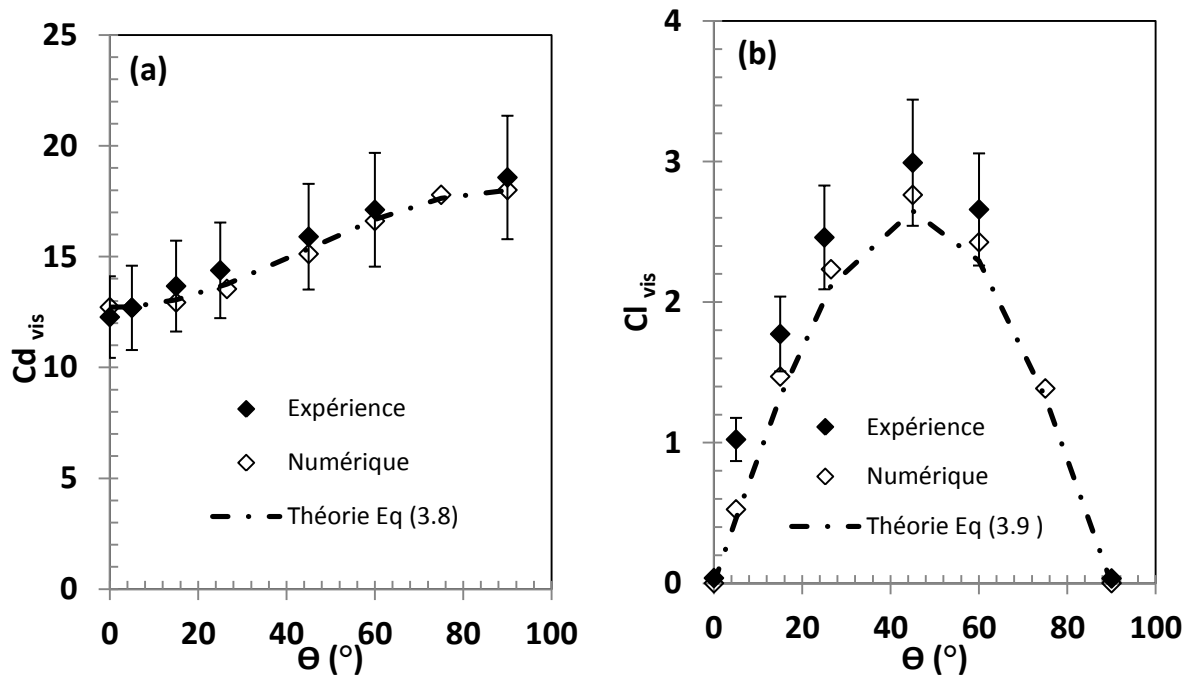 (a)
25
20
15
10
5
0
0 20 40 60 80 100
Cd vis
Ɵ (°)
Expérience
Numérique
Théorie Eq (3.8)
(b)
4
3
2
1
0
0 20 40 60 80 100
Cl vis
Ɵ (°)
Expérience
Numérique
Théorie Eq (3.9 )